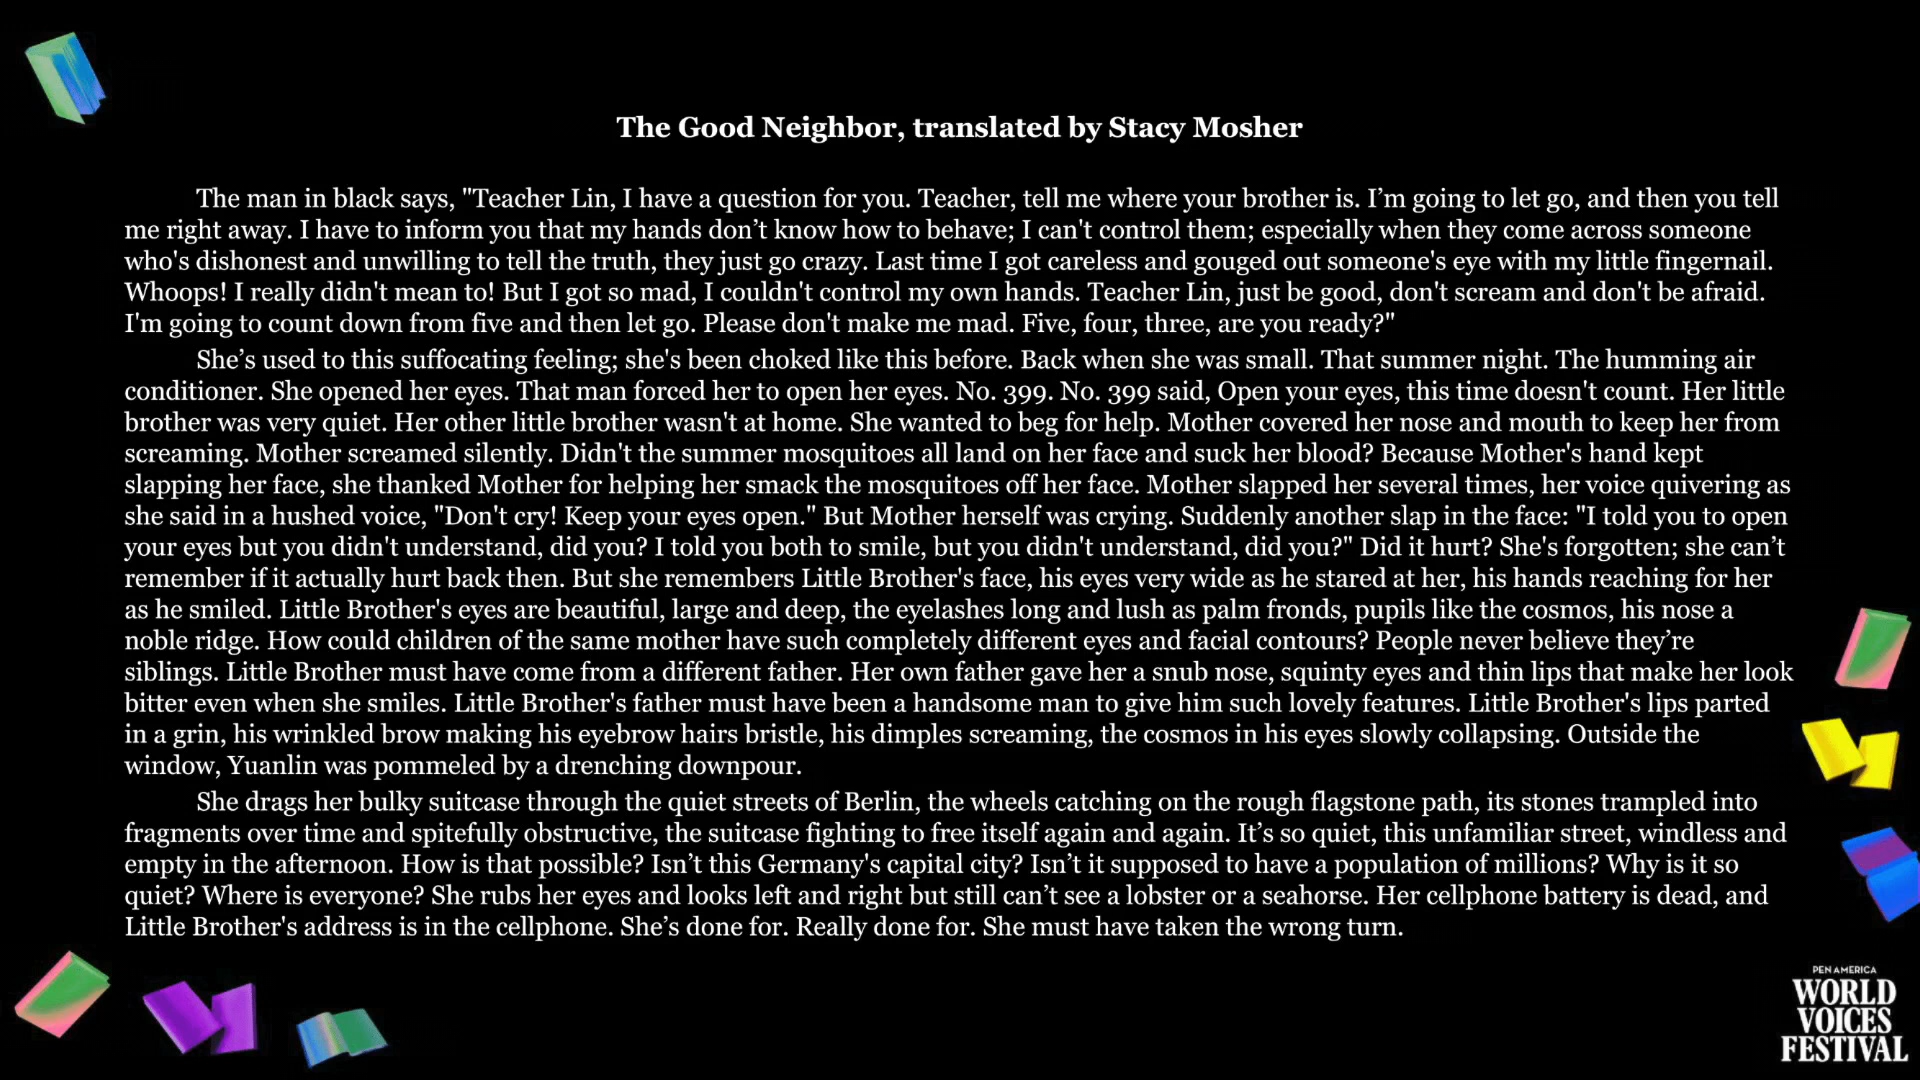 The Good Neighbor, translated by Stacy Mosher
The man in black says, "Teacher Lin, I have a question for you. Teacher, tell me where your brother is. I’m going to let go, and then you tell
me right away. I have to inform you that my hands don’t know how to behave; I can't control them; especially when they come across someone
who's dishonest and unwilling to tell the truth, they just go crazy. Last time I got careless and gouged out someone's eye with my little fingernail.
Whoops! I really didn't mean to! But I got so mad, I couldn't control my own hands. Teacher Lin, just be good, don't scream and don't be afraid.
I'm going to count down from five and then let go. Please don't make me mad. Five, four, three, are you ready?"
She’s used to this suffocating feeling; she's been choked like this before. Back when she was small. That summer night. The humming air
conditioner. She opened her eyes. That man forced her to open her eyes. No. 399. No. 399 said, Open your eyes, this time doesn't count. Her little
brother was very quiet. Her other little brother wasn't at home. She wanted to beg for help. Mother covered her nose and mouth to keep her from
screaming. Mother screamed silently. Didn't the summer mosquitoes all land on her face and suck her blood? Because Mother's hand kept
slapping her face, she thanked Mother for helping her smack the mosquitoes off her face. Mother slapped her several times, her voice quivering as
she said in a hushed voice, "Don't cry! Keep your eyes open." But Mother herself was crying. Suddenly another slap in the face: "I told you to open
your eyes but you didn't understand, did you? I told you both to smile, but you didn't understand, did you?" Did it hurt? She's forgotten; she can’t
remember if it actually hurt back then. But she remembers Little Brother's face, his eyes very wide as he stared at her, his hands reaching for her
as he smiled. Little Brother's eyes are beautiful, large and deep, the eyelashes long and lush as palm fronds, pupils like the cosmos, his nose a
noble ridge. How could children of the same mother have such completely different eyes and facial contours? People never believe they’re
siblings. Little Brother must have come from a different father. Her own father gave her a snub nose, squinty eyes and thin lips that make her look
bitter even when she smiles. Little Brother's father must have been a handsome man to give him such lovely features. Little Brother's lips parted
in a grin, his wrinkled brow making his eyebrow hairs bristle, his dimples screaming, the cosmos in his eyes slowly collapsing. Outside the
window, Yuanlin was pommeled by a drenching downpour.
She drags her bulky suitcase through the quiet streets of Berlin, the wheels catching on the rough flagstone path, its stones trampled into
fragments over time and spitefully obstructive, the suitcase fighting to free itself again and again. It’s so quiet, this unfamiliar street, windless and
empty in the afternoon. How is that possible? Isn’t this Germany's capital city? Isn’t it supposed to have a population of millions? Why is it so
quiet? Where is everyone? She rubs her eyes and looks left and right but still can’t see a lobster or a seahorse. Her cellphone battery is dead, and
Little Brother's address is in the cellphone. She’s done for. Really done for. She must have taken the wrong turn.
PEN AMERICA
WORLD
VOICES
FESTIVAL